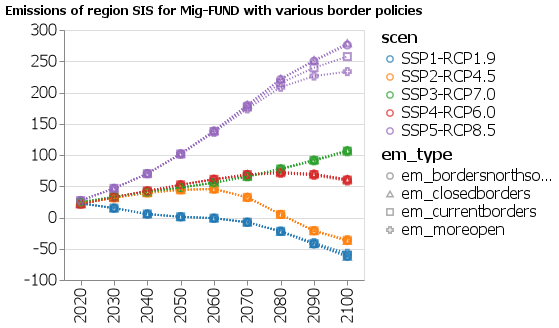 Emissions of region SIS for Mig-FUND with various border policies
300
250
200
150
100
50
0
-50
-100
2020
2030
2040
2050
2060
2070
2080
2090
2100
scen
SSP1-RCP1.9
SSP2-RCP4.5
SSP3-RCP7.0
SSP4-RCP6.0
SSP5-RCP8.5
em_type
em_bordersnorthso...
em_closedborders
em_currentborders
em_moreopen